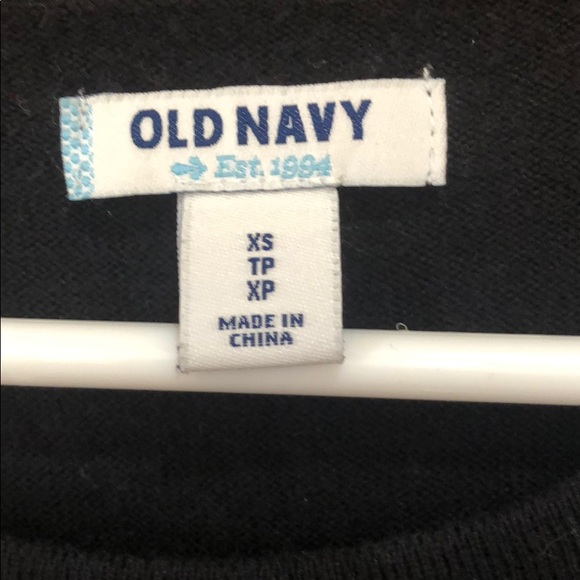 OLD NAVY
Est. 1994
XS
TP
XP
MADE IN
CHINA